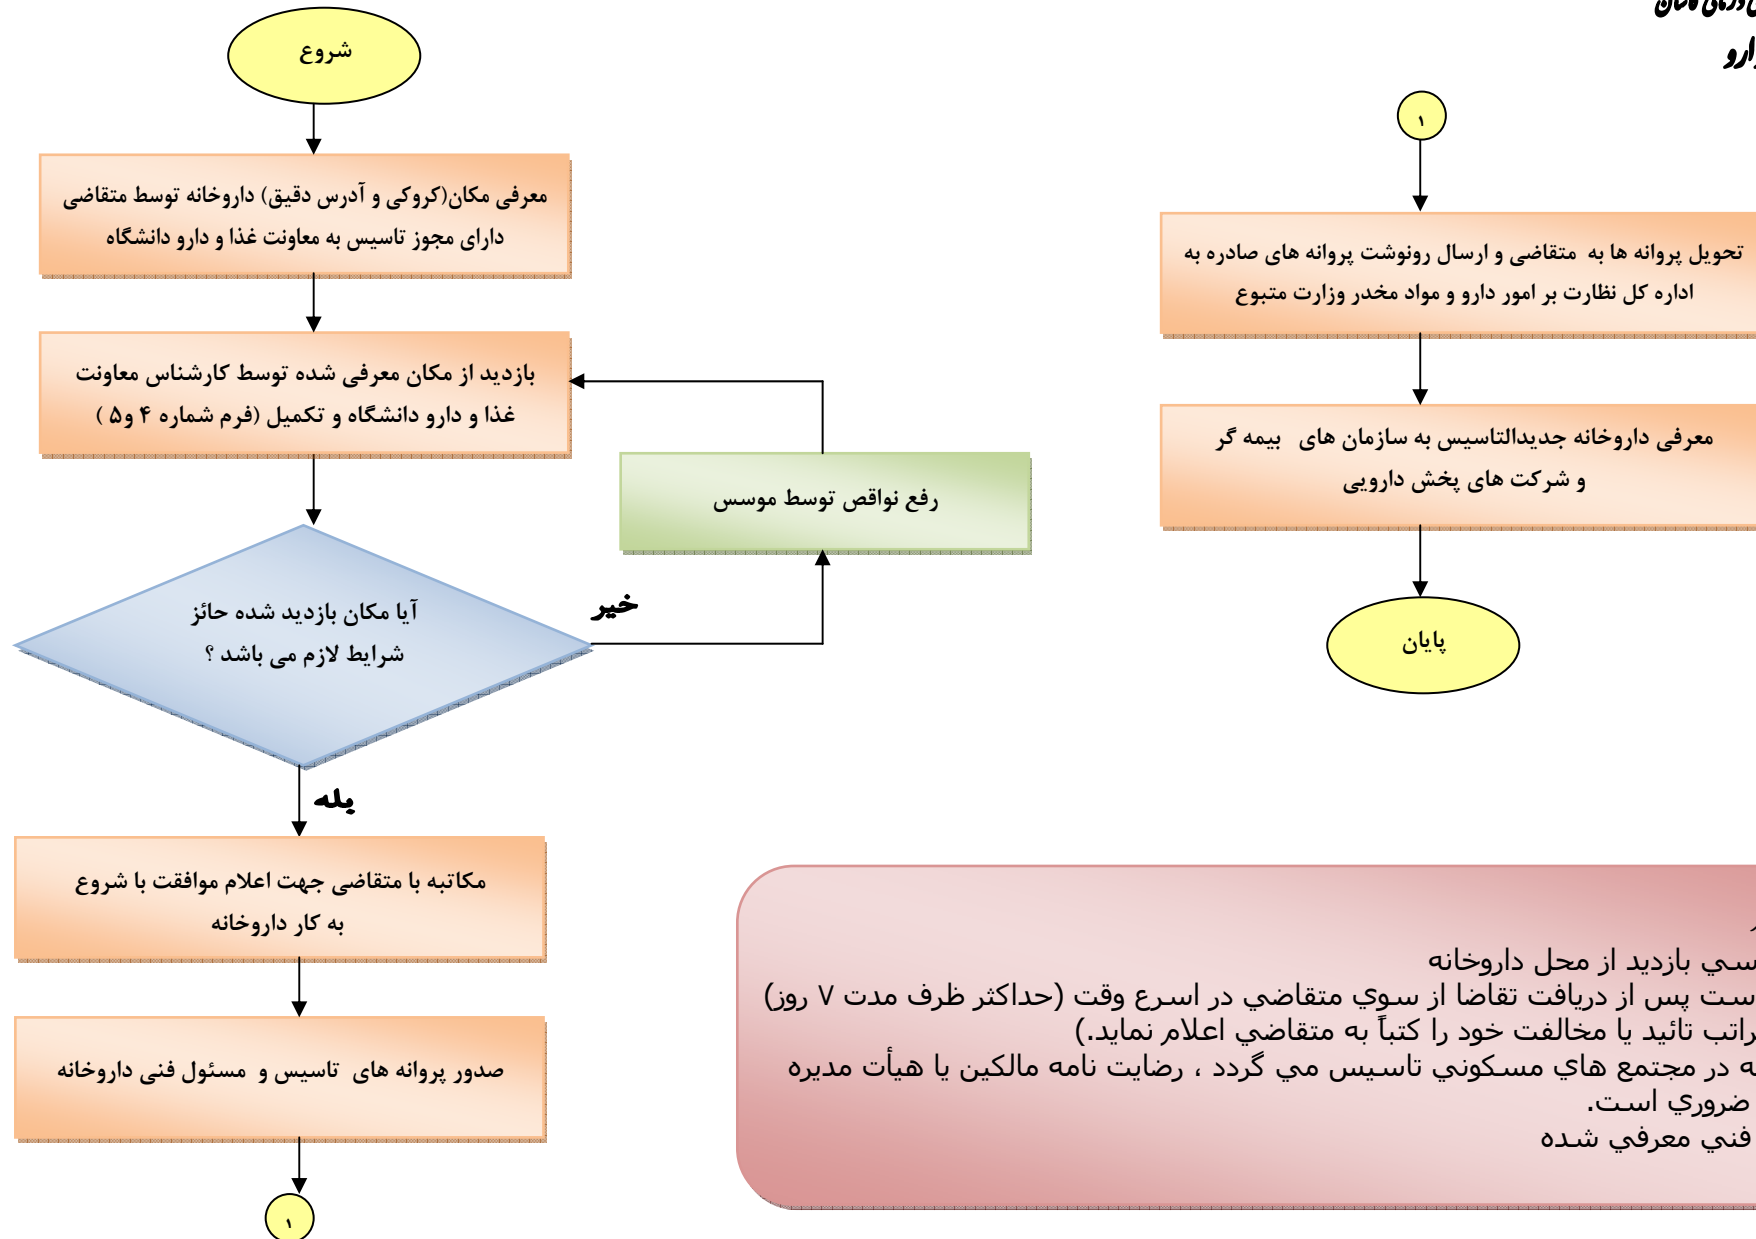 شروع
معرفی مکان(کروکی و آدرس دقیق) داروخانه توسط متقاضی
دارای مجوز تاسیس به معاونت غذا و دارو دانشگاه
بازدید از مکان معرفی شده توسط کارشناس معاونت
غذا و دارو دانشگاه و تکمیل (فرم شماره ۴ و۵ )
رفع نواقص توسط موسس
آیا مکان بازدید شده حائز
شرایط لازم می باشد ؟
خیر
بله
مکاتبه با متقاضی جهت اعلام موافقت با شروع
به کار داروخانه
صدور پروانه های تاسیس و مسئول فنی داروخانه
۱
۱
تحویل پروانه ها به متقاضی و ارسال رونوشت پروانه های صادره به
اداره کل نظارت بر امور دارو و مواد مخدر وزارت متبوع
معرفی داروخانه جدیدالتاسیس به سازمان های بیمه گر
و شرکت های پخش دارویی
پایان
بازديد از محل داروخانه
پس از دريافت تقاضا از سوي متقاضي در اسرع وقت (حداكثر ظرف مدت ۷ روز)
تائيد يا مخالفت خود را كتباً به متقاضي اعلام نمايد.)
در مجتمع هاي مسكوني تاسيس مي گردد ، رضايت نامه مالكين يا هيأت مديره
ضروري است.
فني معرفي شده